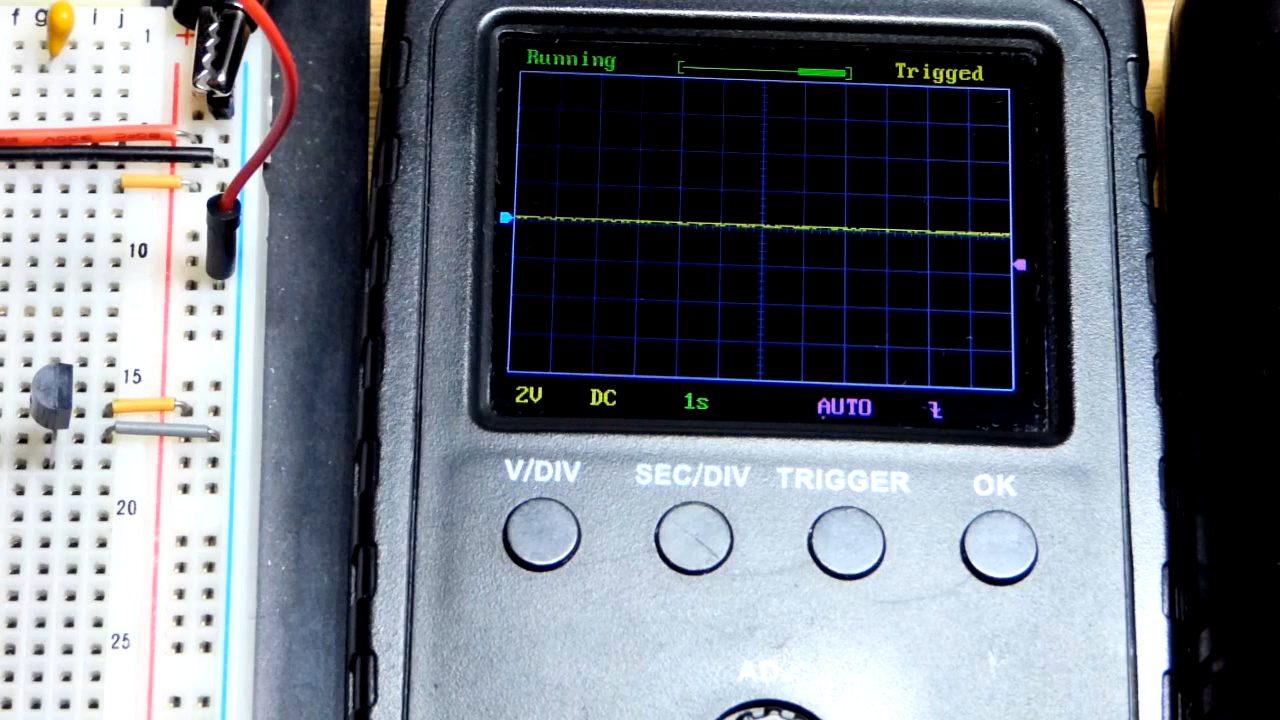 f g i j
1
+
10
15
20
25
Running
Trigged
2V DC 1s AUTO
V/DIV SEC/DIV TRIGGER OK